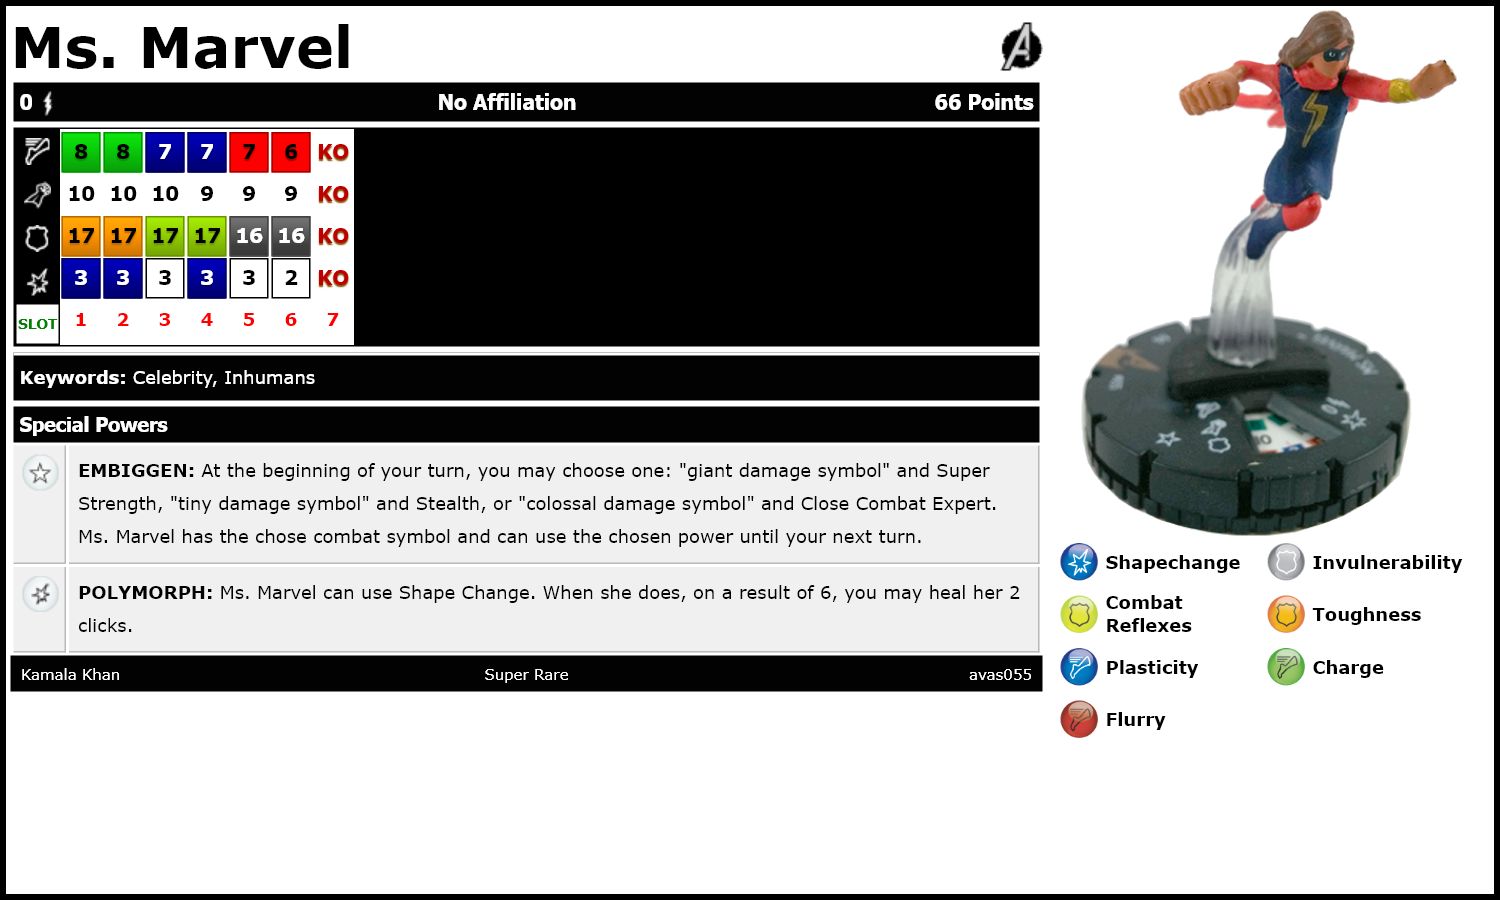 Ms. Marvel
0 No Affiliation 66 Points
8 8 7 7 7 6 KO
10 10 10 9 9 9 KO
17 17 17 17 16 16 KO
3 3 3 3 3 2 KO
SLOT 1 2 3 4 5 6 7
Keywords: Celebrity, Inhumans
Special Powers
EMBIGGEN: At the beginning of your turn, you may choose one: "giant damage symbol" and Super
Strength, "tiny damage symbol" and Stealth, or "colossal damage symbol" and Close Combat Expert.
Ms. Marvel has the chose combat symbol and can use the chosen power until your next turn.
POLYMORPH: Ms. Marvel can use Shape Change. When she does, on a result of 6, you may heal her 2
clicks.
Kamala Khan Super Rare avas055
Shapechange Invulnerability
Combat
Reflexes Toughness
Plasticity Charge
Flurry